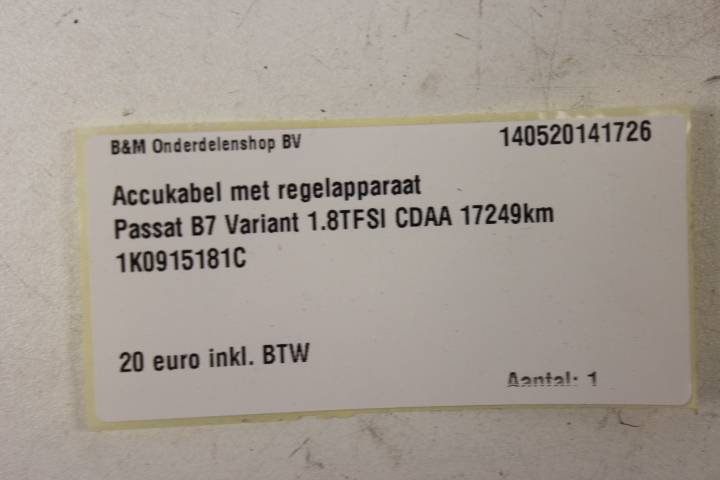 B&M Onderdelenshop BV 140520141726
Accukabel met regelapparaat
Passat B7 Variant 1.8TFSI CDAA 17249km
1K0915181C
20 euro inkl. BTW
Aantal: 1